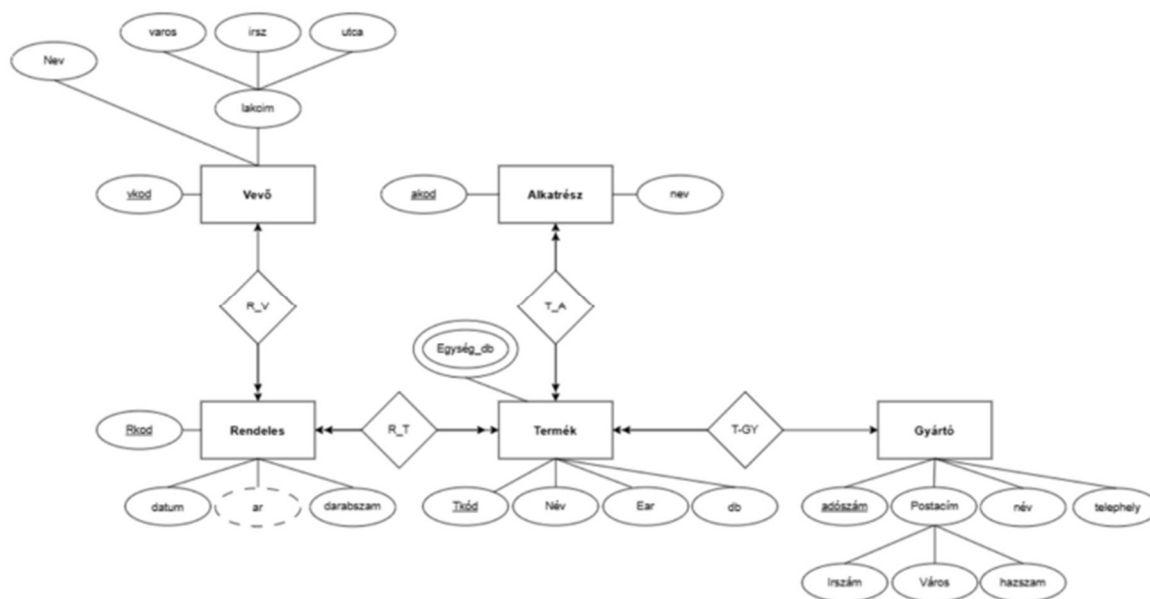 varos
irsz
utca
Nev
lakcim
vkod
Vevő
akod
Alkatrész
nev
R_V
T_A
Egység_db
Rkod
Rendeles
R_T
Termék
T-GY
Gyártó
datum
ar
darabszam
Tkód
Név
Ear
db
adószám
Postacím
név
telephely
Irszám
Város
hazszam